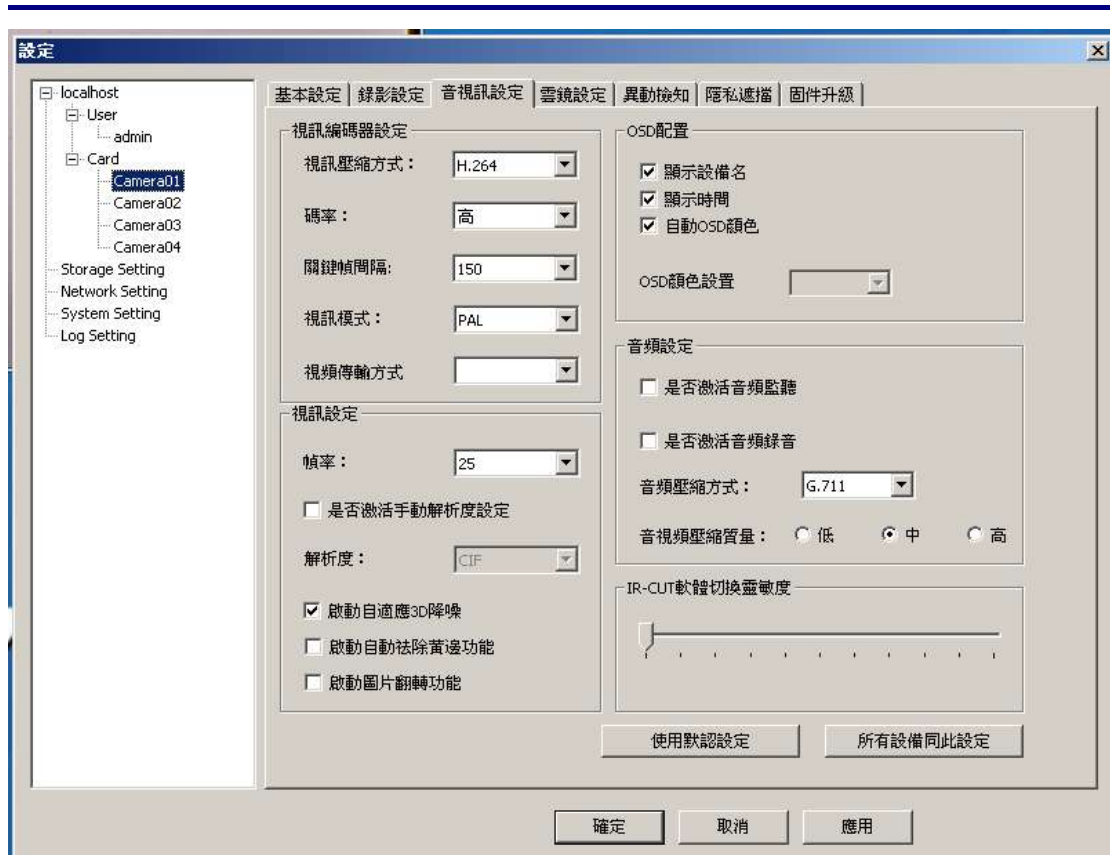 設定
localhost
User
admin
Card
Camera01
Camera02
Camera03
Camera04
Storage Setting
Network Setting
System Setting
Log Setting
基本設定 錄影設定 音視訊設定 雲鏡設定 異動檢知 隱私遮擋 固件升級
視訊編碼器設定
視訊壓縮方式： H.264
碼率： 高
關鍵幀間隔: 150
視訊模式： PAL
視頻傳輸方式
視訊設定
幀率： 25
是否激活手動解析度設定
解析度： CIF
啟動自適應3D降噪
啟動自動祛除黃邊功能
啟動圖片翻轉功能
OSD配置
顯示設備名
顯示時間
自動OSD顏色
OSD顏色設置
音頻設定
是否激活音頻監聽
是否激活音頻錄音
音頻壓縮方式： G.711
音視頻壓縮質量： 低 中 高
IR-CUT軟體切換靈敏度
使用默認設定 所有設備同此設定
確定 取消 應用